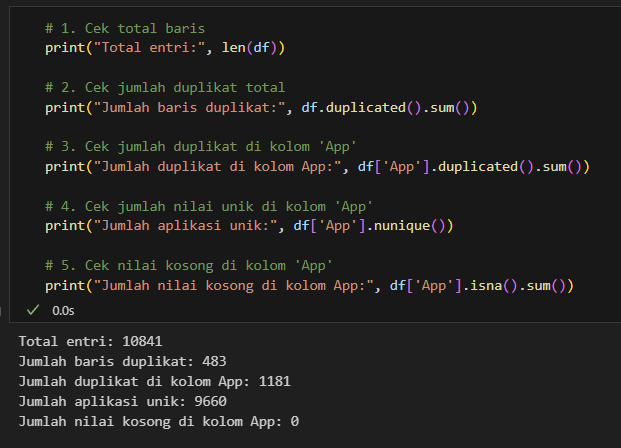 # 1. Cek total baris
print("Total entri:", len(df))
# 2. Cek jumlah duplikat total
print("Jumlah baris duplikat:", df.duplicated().sum())
# 3. Cek jumlah duplikat di kolom 'App'
print("Jumlah duplikat di kolom App:", df['App'].duplicated().sum())
# 4. Cek jumlah nilai unik di kolom 'App'
print("Jumlah aplikasi unik:", df['App'].nunique())
# 5. Cek nilai kosong di kolom 'App'
print("Jumlah nilai kosong di kolom App:", df['App'].isna().sum())
✓ 0.0s
Total entri: 10841
Jumlah baris duplikat: 483
Jumlah duplikat di kolom App: 1181
Jumlah aplikasi unik: 9660
Jumlah nilai kosong di kolom App: 0